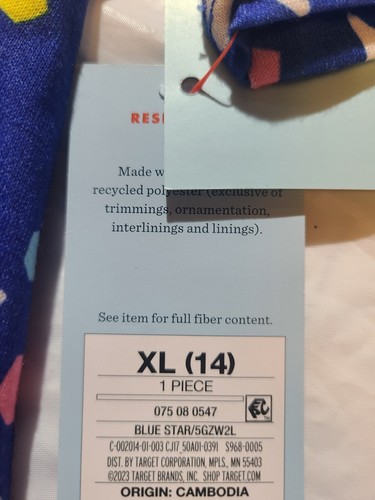 RES
Made w
recycled polyester (exclusive of
trimmings, ornamentation,
interlinings and linings).
See item for full fiber content.
XL (14)
1 PIECE
075 08 0547
BLUE STAR/5GZW2L
C-002014-01-003 CJ17_50A01-0391 S968-0005
DIST. BY TARGET CORPORATION, MPLS, MN 55403
©2023 TARGET BRANDS, INC. SHOP TARGET.COM
ORIGIN: CAMBODIA